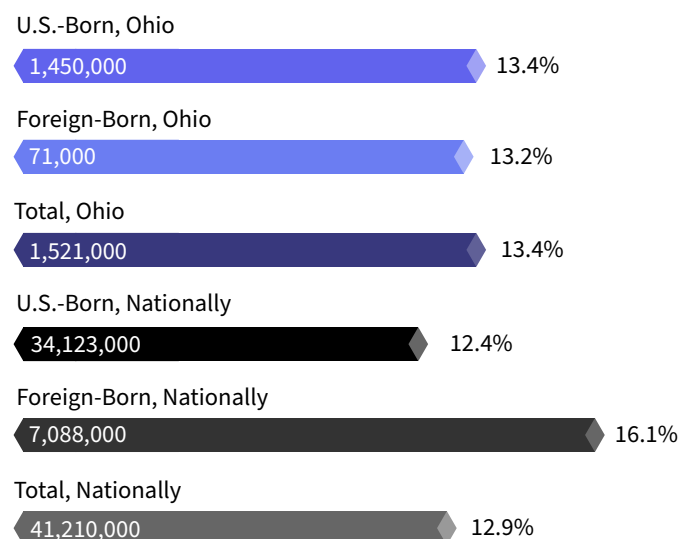 U.S.-Born, Ohio
1,450,000 13.4%
Foreign-Born, Ohio
71,000 13.2%
Total, Ohio
1,521,000 13.4%
U.S.-Born, Nationally
34,123,000 12.4%
Foreign-Born, Nationally
7,088,000 16.1%
Total, Nationally
41,210,000 12.9%